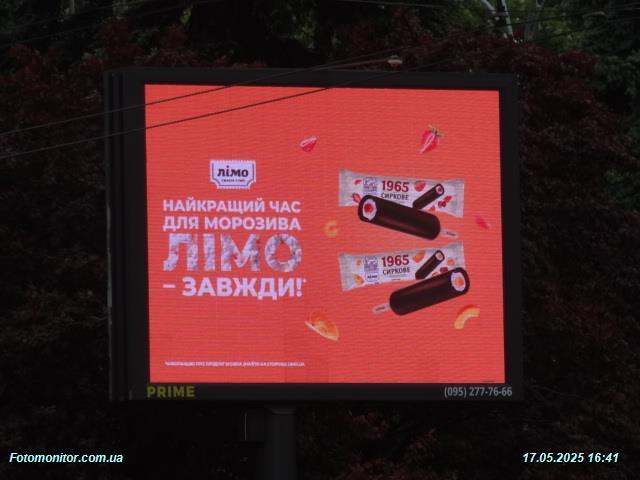 лімо
НАЙКРАЩИЙ ЧАС
ДЛЯ МОРОЗИВА
ЛІМО
– ЗАВЖДИ!*
1965
СИРКОВЕ
лімо
1965
СИРКОВЕ
PRIME
(095) 277-76-66
Fotomonitor.com.ua
17.05.2025 16:41